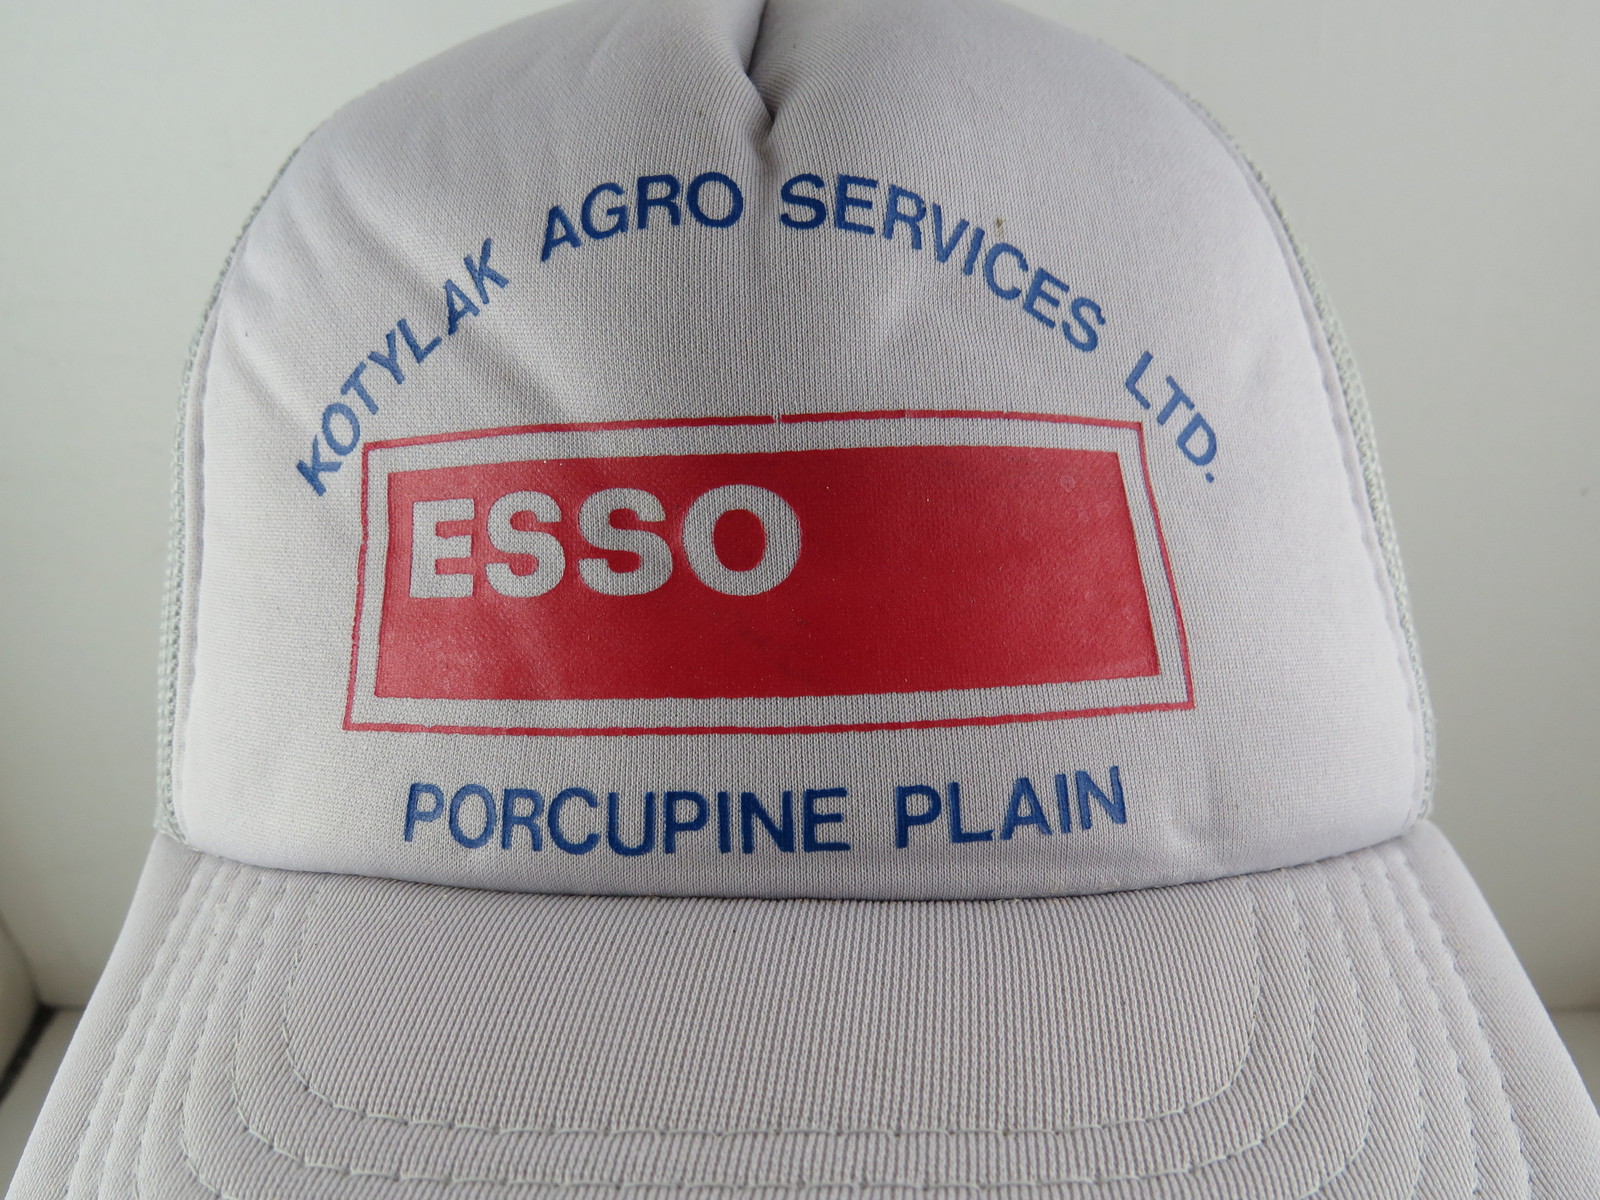 KOTYLAK AGRO SERVICES LTD.
ESSO
PORCUPINE PLAIN